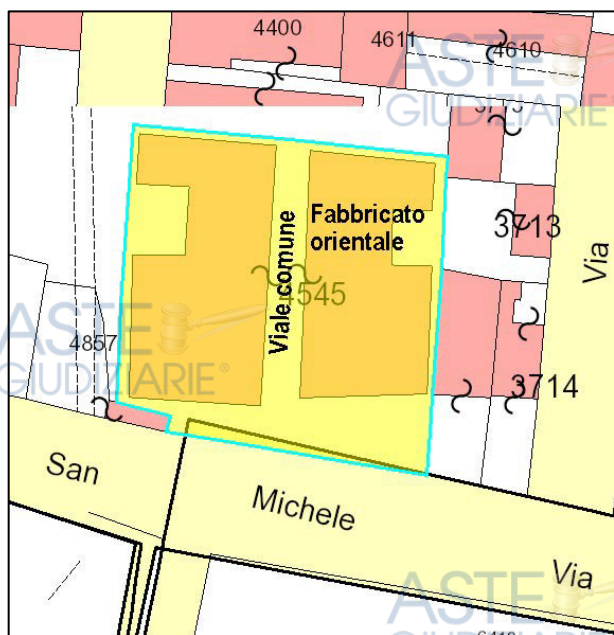 4400
4611
4610
ASTE
GIUDIZIARIE®
Fabbricato
orientale
3713
Via
Viale comune
4545
ASTE
GIUDIZIARIE®
4857
3714
San
Michele
Via
ASTE